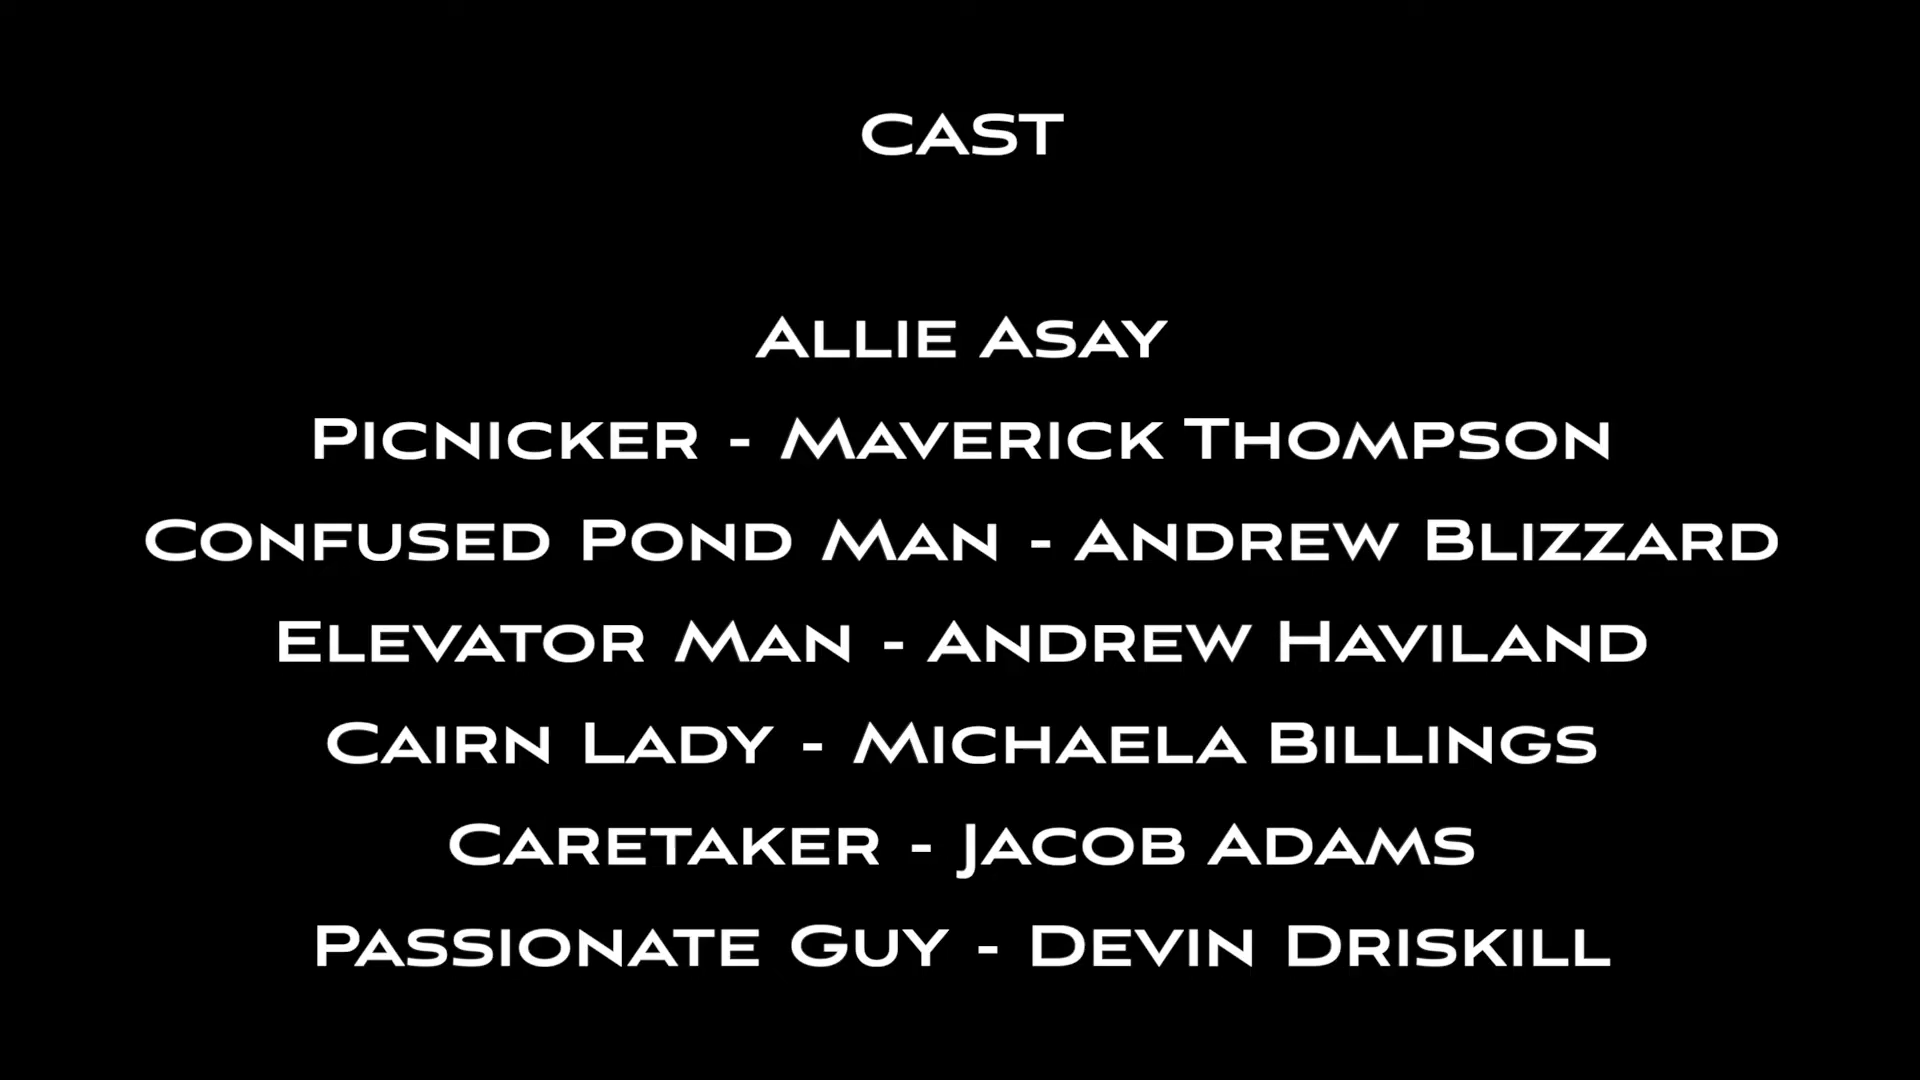 CAST
Allie Asay
Picnicker - Maverick Thompson
Confused Pond Man - Andrew Blizzard
Elevator Man - Andrew Haviland
Cairn Lady - Michaela Billings
Caretaker - Jacob Adams
Passionate Guy - Devin Driskill